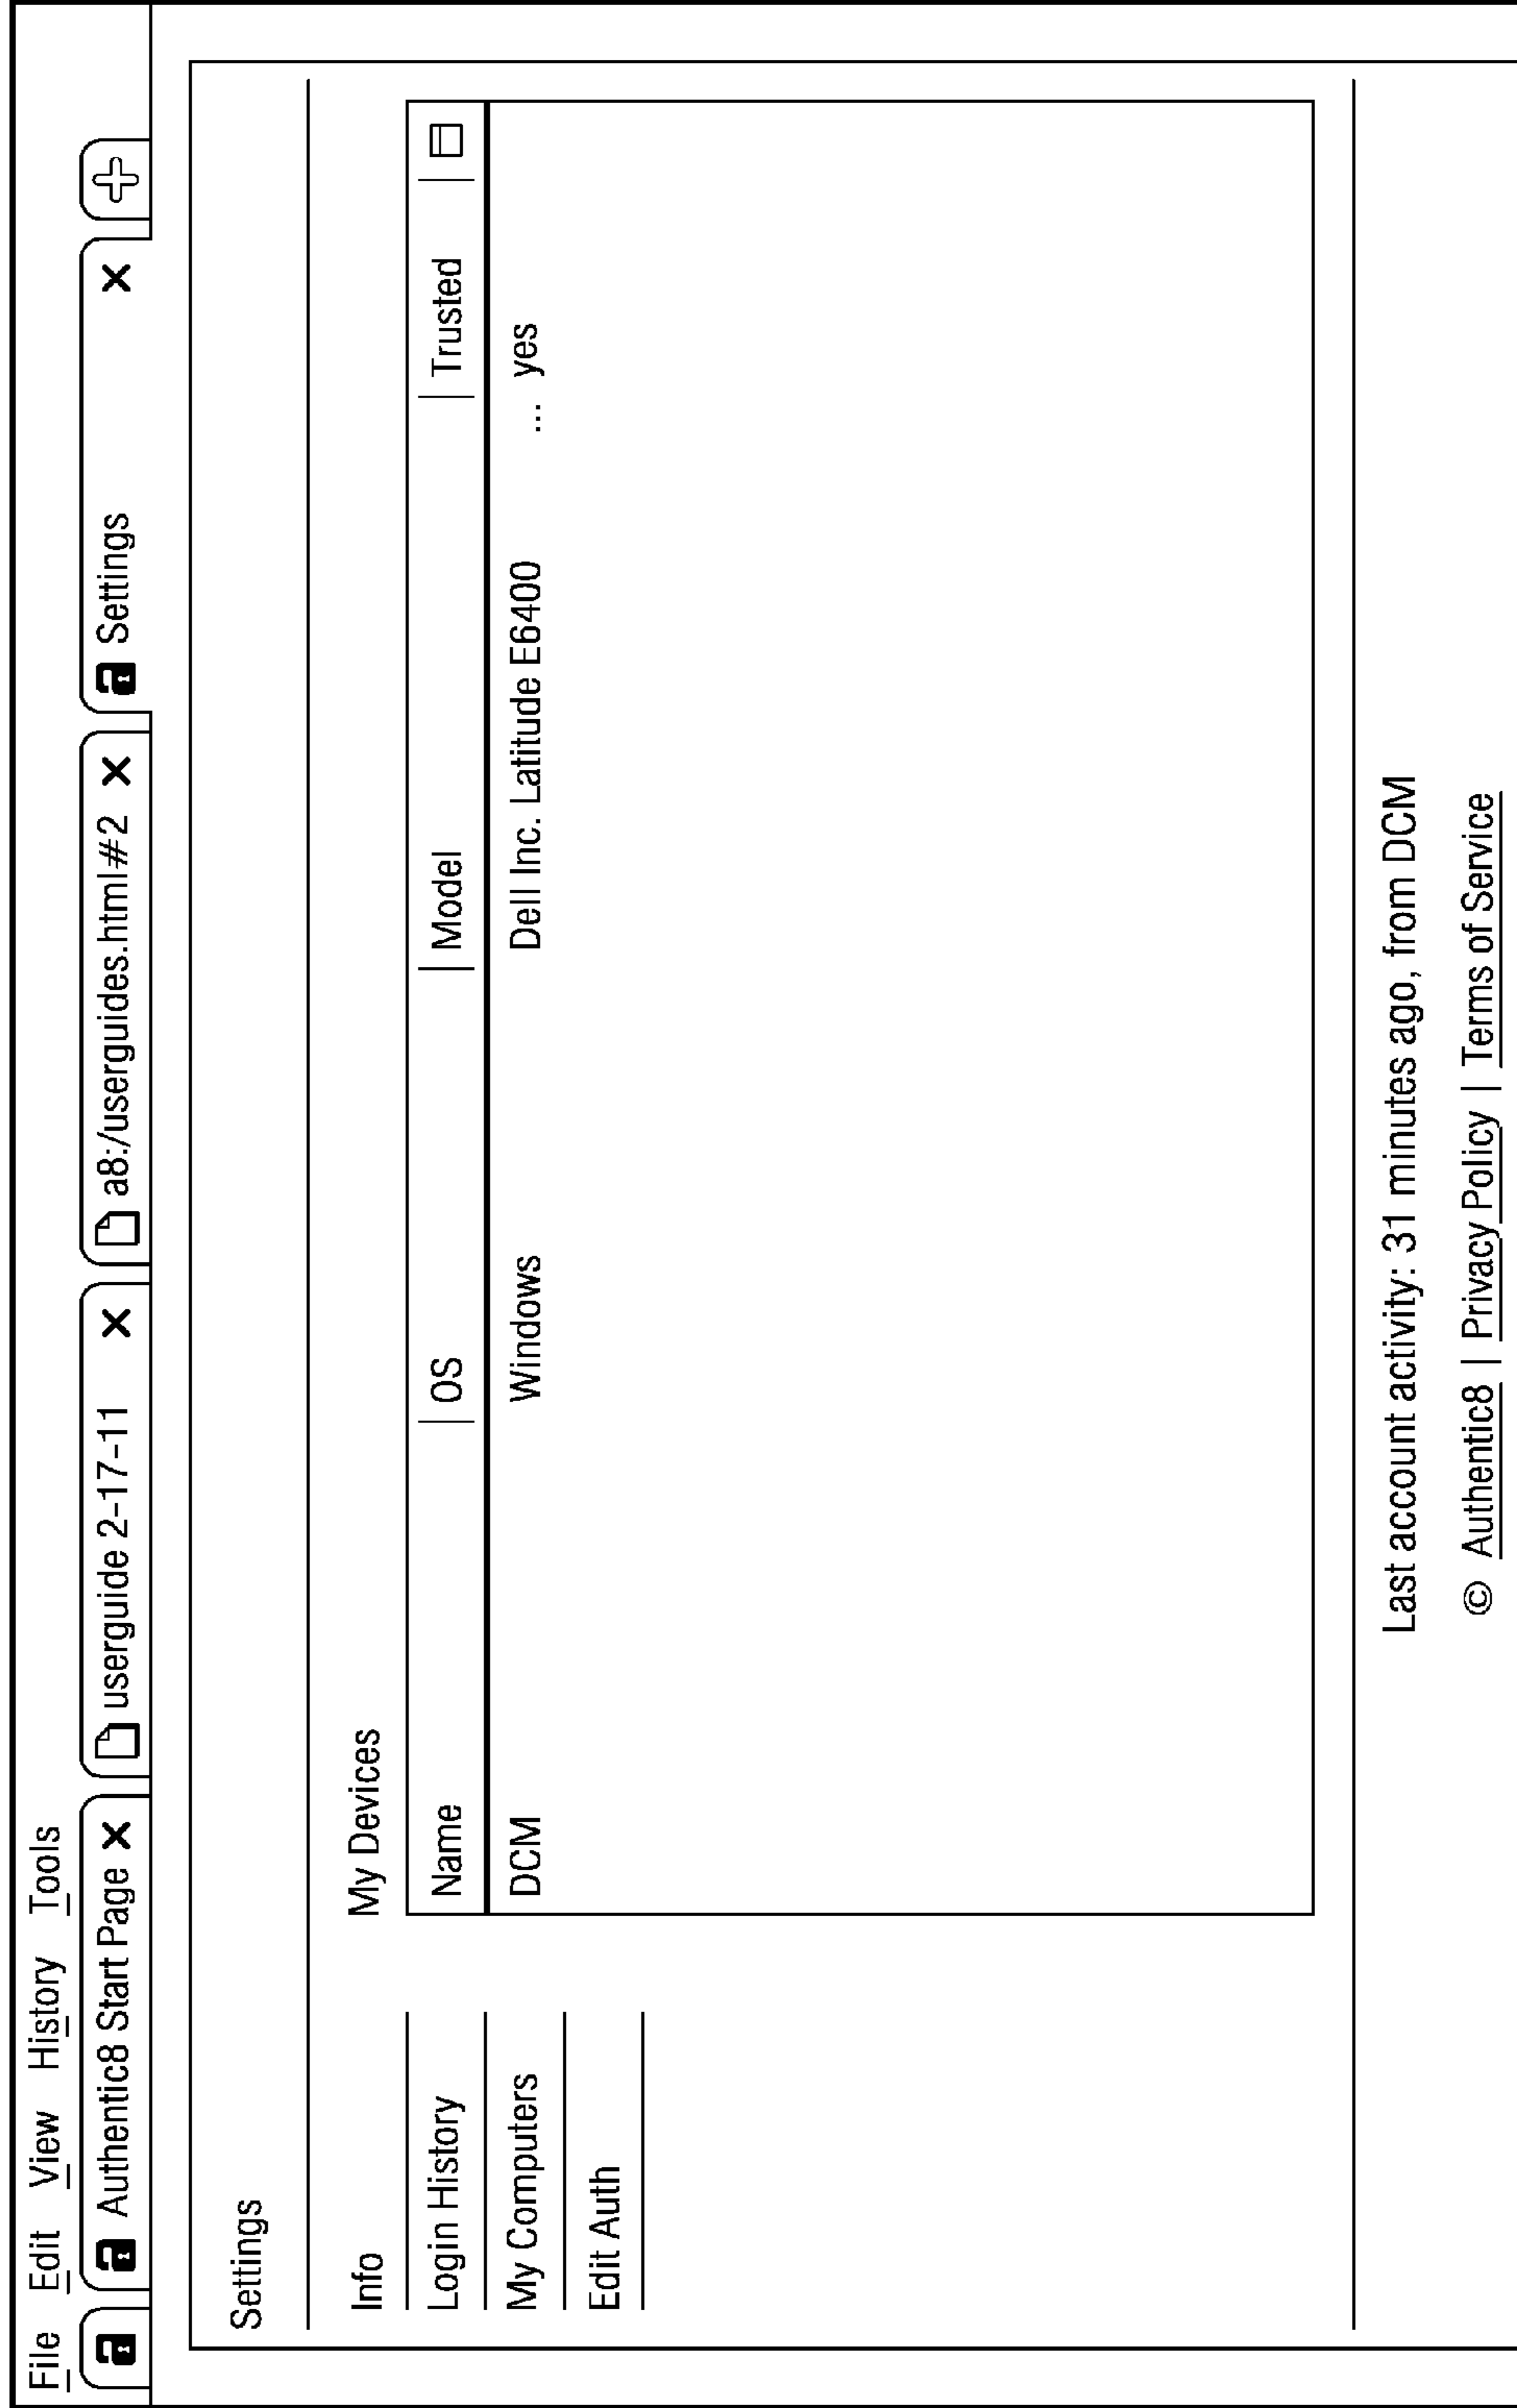 File Edit View History Tools
Authentic8 Start Page userguide 2-17-11 a8:/userguides.html#2 Settings
Settings
Info
Login History
My Computers
Edit Auth
My Devices
Name OS Model Trusted
DCM Windows Dell Inc. Latitude E6400 ... yes
Last account activity: 31 minutes ago, from DCM
© Authentic8 | Privacy Policy | Terms of Service